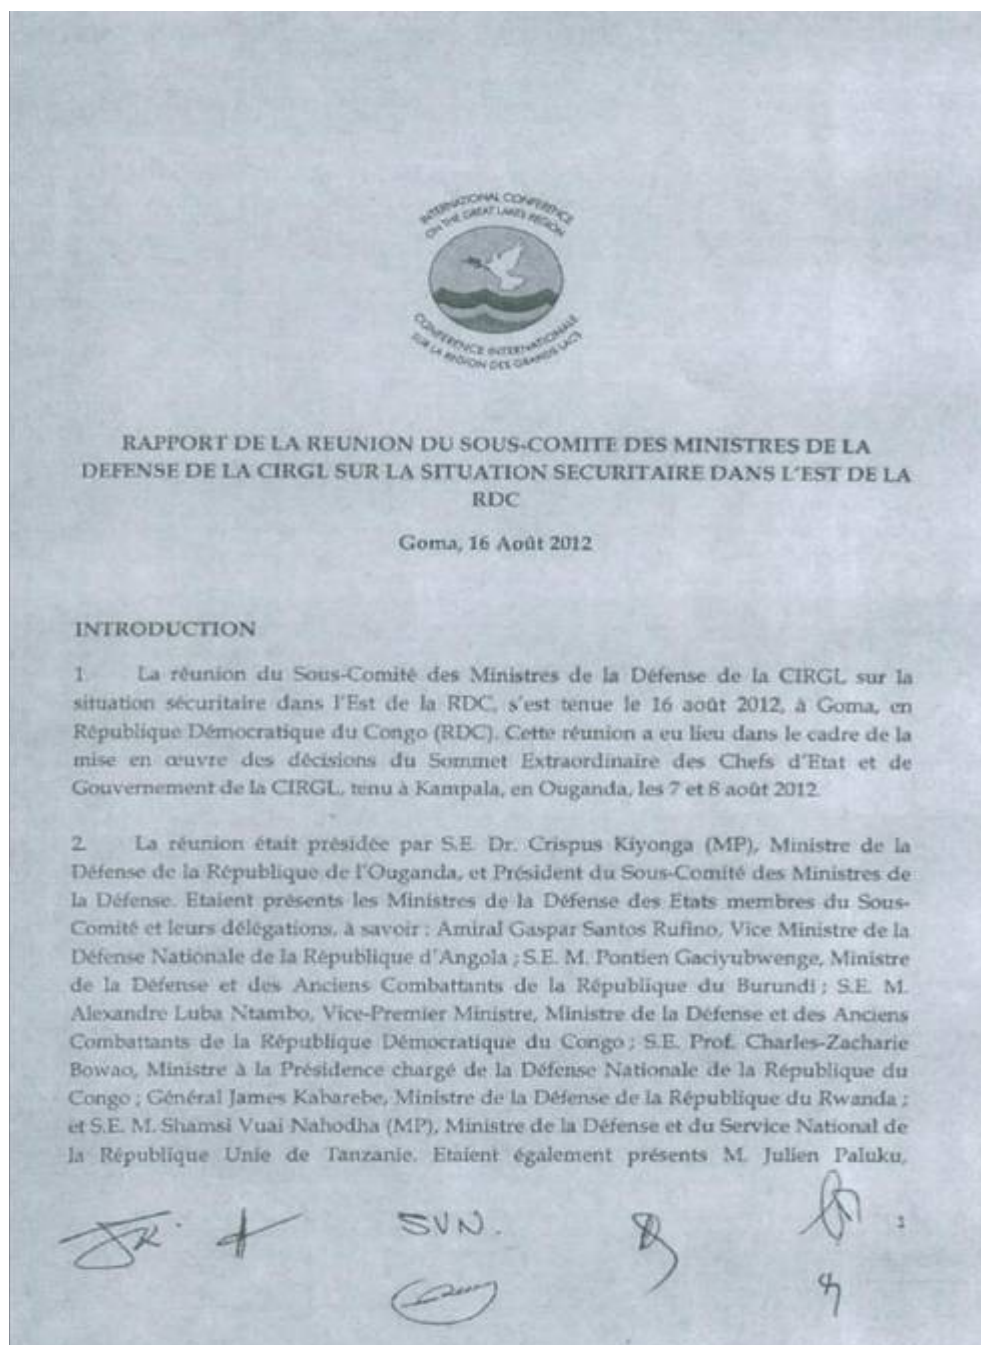 INTERNATIONAL CONFERENCE
ON THE GREAT LAKES REGION
CONFERENCE INTERNATIONALE
SUR LA REGION DES GRANDS LACS
RAPPORT DE LA REUNION DU SOUS-COMITE DES MINISTRES DE LA
DEFENSE DE LA CIRGL SUR LA SITUATION SECURITAIRE DANS L'EST DE LA
RDC
Goma, 16 Août 2012
INTRODUCTION
1. La réunion du Sous-Comité des Ministres de la Défense de la CIRGL sur la
situation sécuritaire dans l'Est de la RDC, s'est tenue le 16 août 2012, à Goma, en
République Démocratique du Congo (RDC). Cette réunion a eu lieu dans le cadre de la
mise en œuvre des décisions du Sommet Extraordinaire des Chefs d'Etat et de
Gouvernement de la CIRGL, tenu à Kampala, en Ouganda, les 7 et 8 août 2012.
2. La réunion était présidée par S.E. Dr. Crispus Kiyonga (MP), Ministre de la
Défense de la République de l'Ouganda, et Président du Sous-Comité des Ministres de
la Défense. Etaient présents les Ministres de la Défense des Etats membres du Sous-
Comité et leurs délégations, à savoir : Amiral Gaspar Santos Rufino, Vice Ministre de la
Défense Nationale de la République d'Angola ; S.E. M. Pontien Gaciyubwenge, Ministre
de la Défense et des Anciens Combattants de la République du Burundi ; S.E. M.
Alexandre Luba Ntambo, Vice-Premier Ministre, Ministre de la Défense et des Anciens
Combattants de la République Démocratique du Congo ; S.E. Prof. Charles-Zacharie
Bowao, Ministre à la Présidence chargé de la Défense Nationale de la République du
Congo ; Général James Kabarebe, Ministre de la Défense de la République du Rwanda ;
et S.E. M. Shamsi Vuai Nahodha (MP), Ministre de la Défense et du Service National de
la République Unie de Tanzanie. Etaient également présents M. Julien Paluku,
SVN.
1